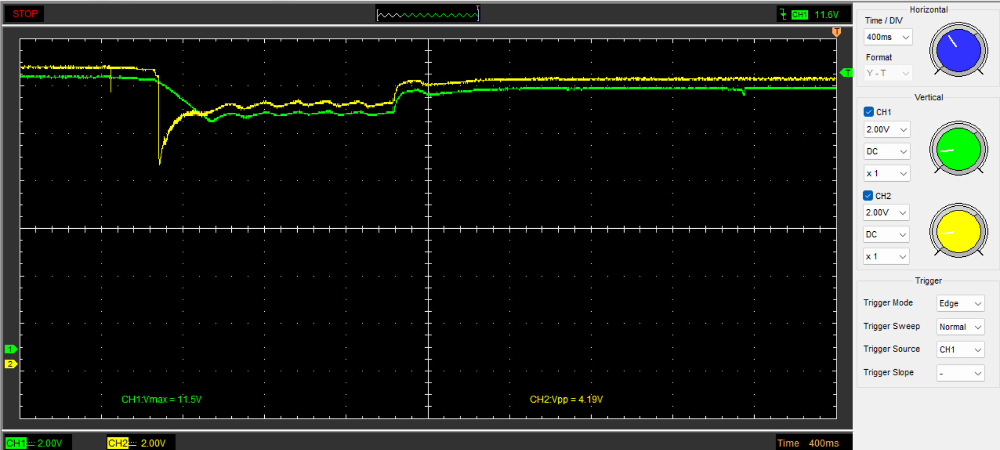 STOP
T
CH1 11.6V
T
T
1
2
CH1:Vmax = 11.5V
CH2:Vpp = 4.19V
CH1 2.00V
CH2 2.00V
Time 400ms
Horizontal
Time / DIV
400ms
Format
Y - T
Vertical
CH1
2.00V
DC
x 1
CH2
2.00V
DC
x 1
Trigger
Trigger Mode Edge
Trigger Sweep Normal
Trigger Source CH1
Trigger Slope -